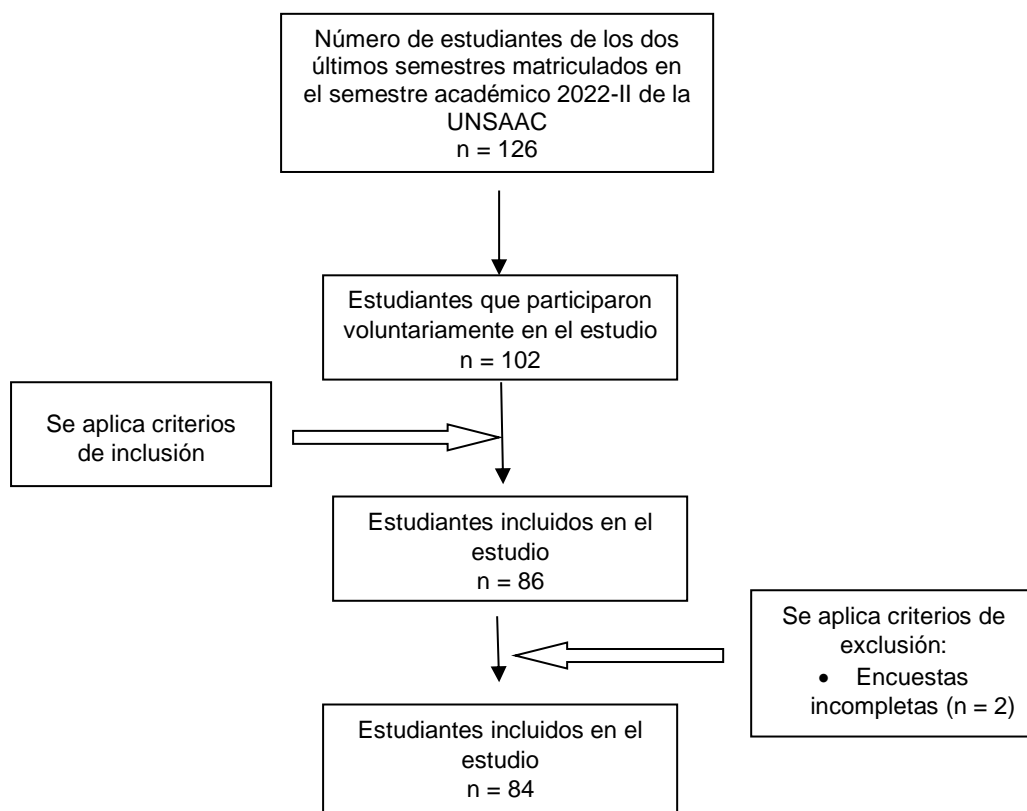 Número de estudiantes de los dos
últimos semestres matriculados en
el semestre académico 2022-II de la
UNSAAC
n = 126
Estudiantes que participaron
voluntariamente en el estudio
n = 102
Se aplica criterios
de inclusión
Estudiantes incluidos en el
estudio
n = 86
Se aplica criterios de
exclusión:
• Encuestas
incompletas (n = 2)
Estudiantes incluidos en el
estudio
n = 84